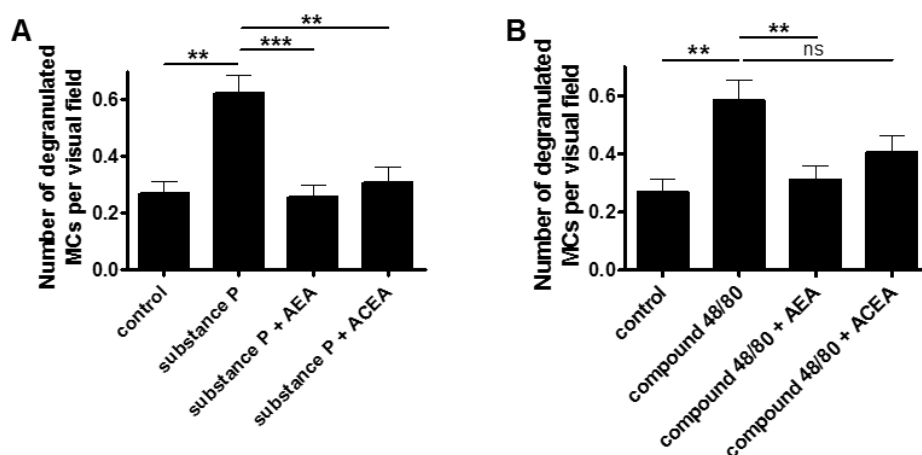 A
**
***
**
Number of degranulated
MCs per visual field
0.6
0.4
0.2
0.0
control
substance P
substance P + AEA
substance P + ACEA
B
**
ns
**
Number of degranulated
MCs per visual field
0.6
0.4
0.2
0.0
control
compound 48/80
compound 48/80 + AEA
compound 48/80 + ACEA